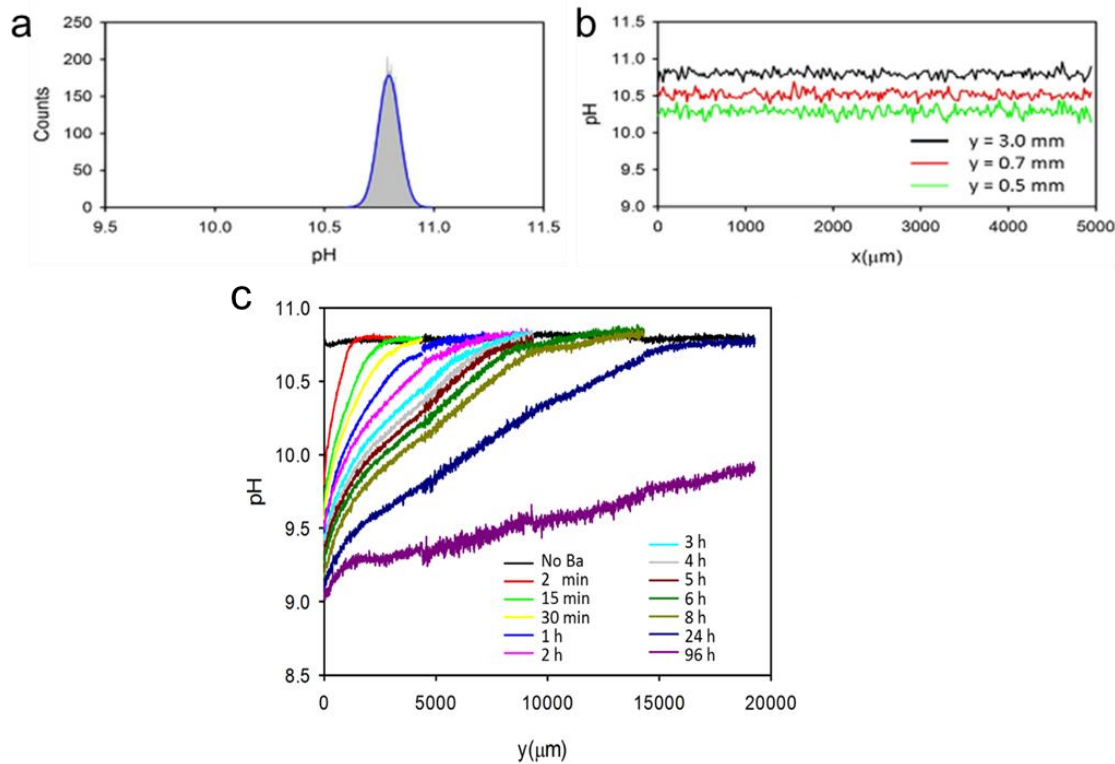 a
250
200
150
100
50
0
Counts
9.5 10.0 10.5 11.0 11.5
pH
b
11.5
11.0
10.5
10.0
9.5
9.0
pH
y = 3.0 mm
y = 0.7 mm
y = 0.5 mm
0 1000 2000 3000 4000 5000
x(μm)
c
11.0
10.5
10.0
9.5
9.0
8.5
pH
No Ba
2 min
15 min
30 min
1 h
2 h
3 h
4 h
5 h
6 h
8 h
24 h
96 h
0 5000 10000 15000 20000
y(μm)